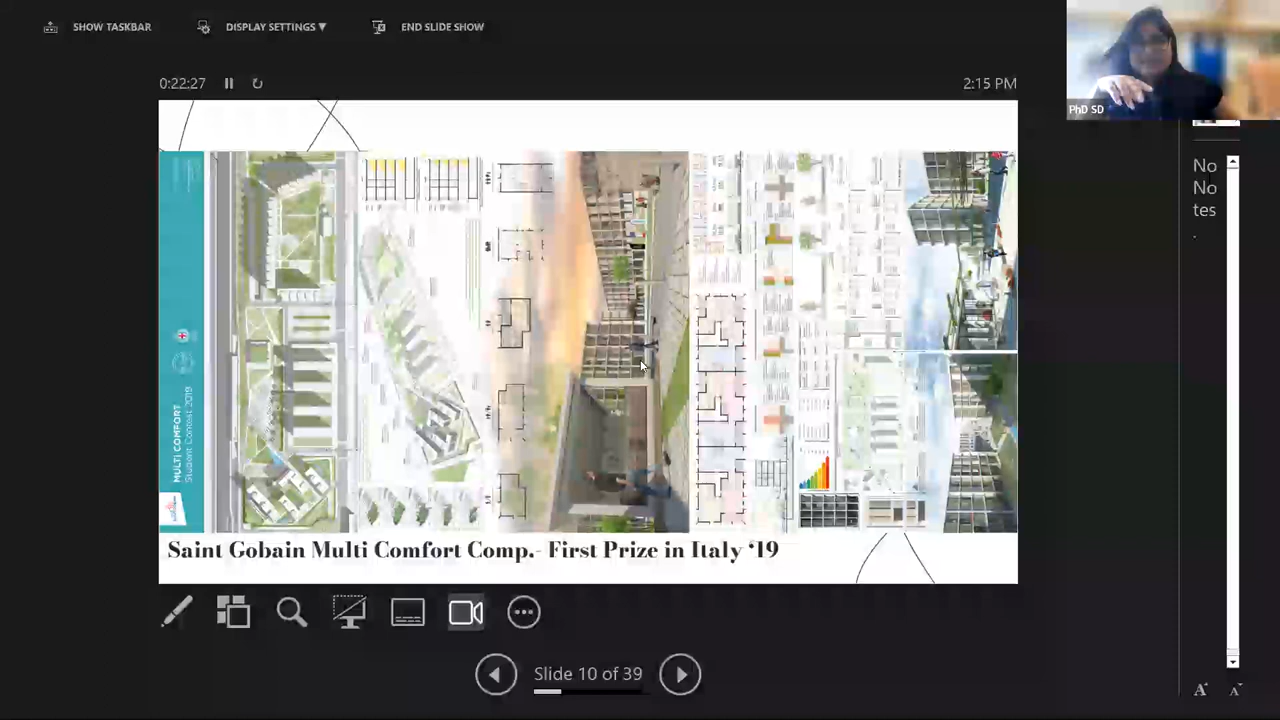 SHOW TASKBAR
DISPLAY SETTINGS ▼
END SLIDE SHOW
PhD SD
0:22:27
2:15 PM
No
No
tes
.
MULTI COMFORT
Student Contest 2019
Saint Gobain Multi Comfort Comp.- First Prize in Italy ‘19
Slide 10 of 39
A
A